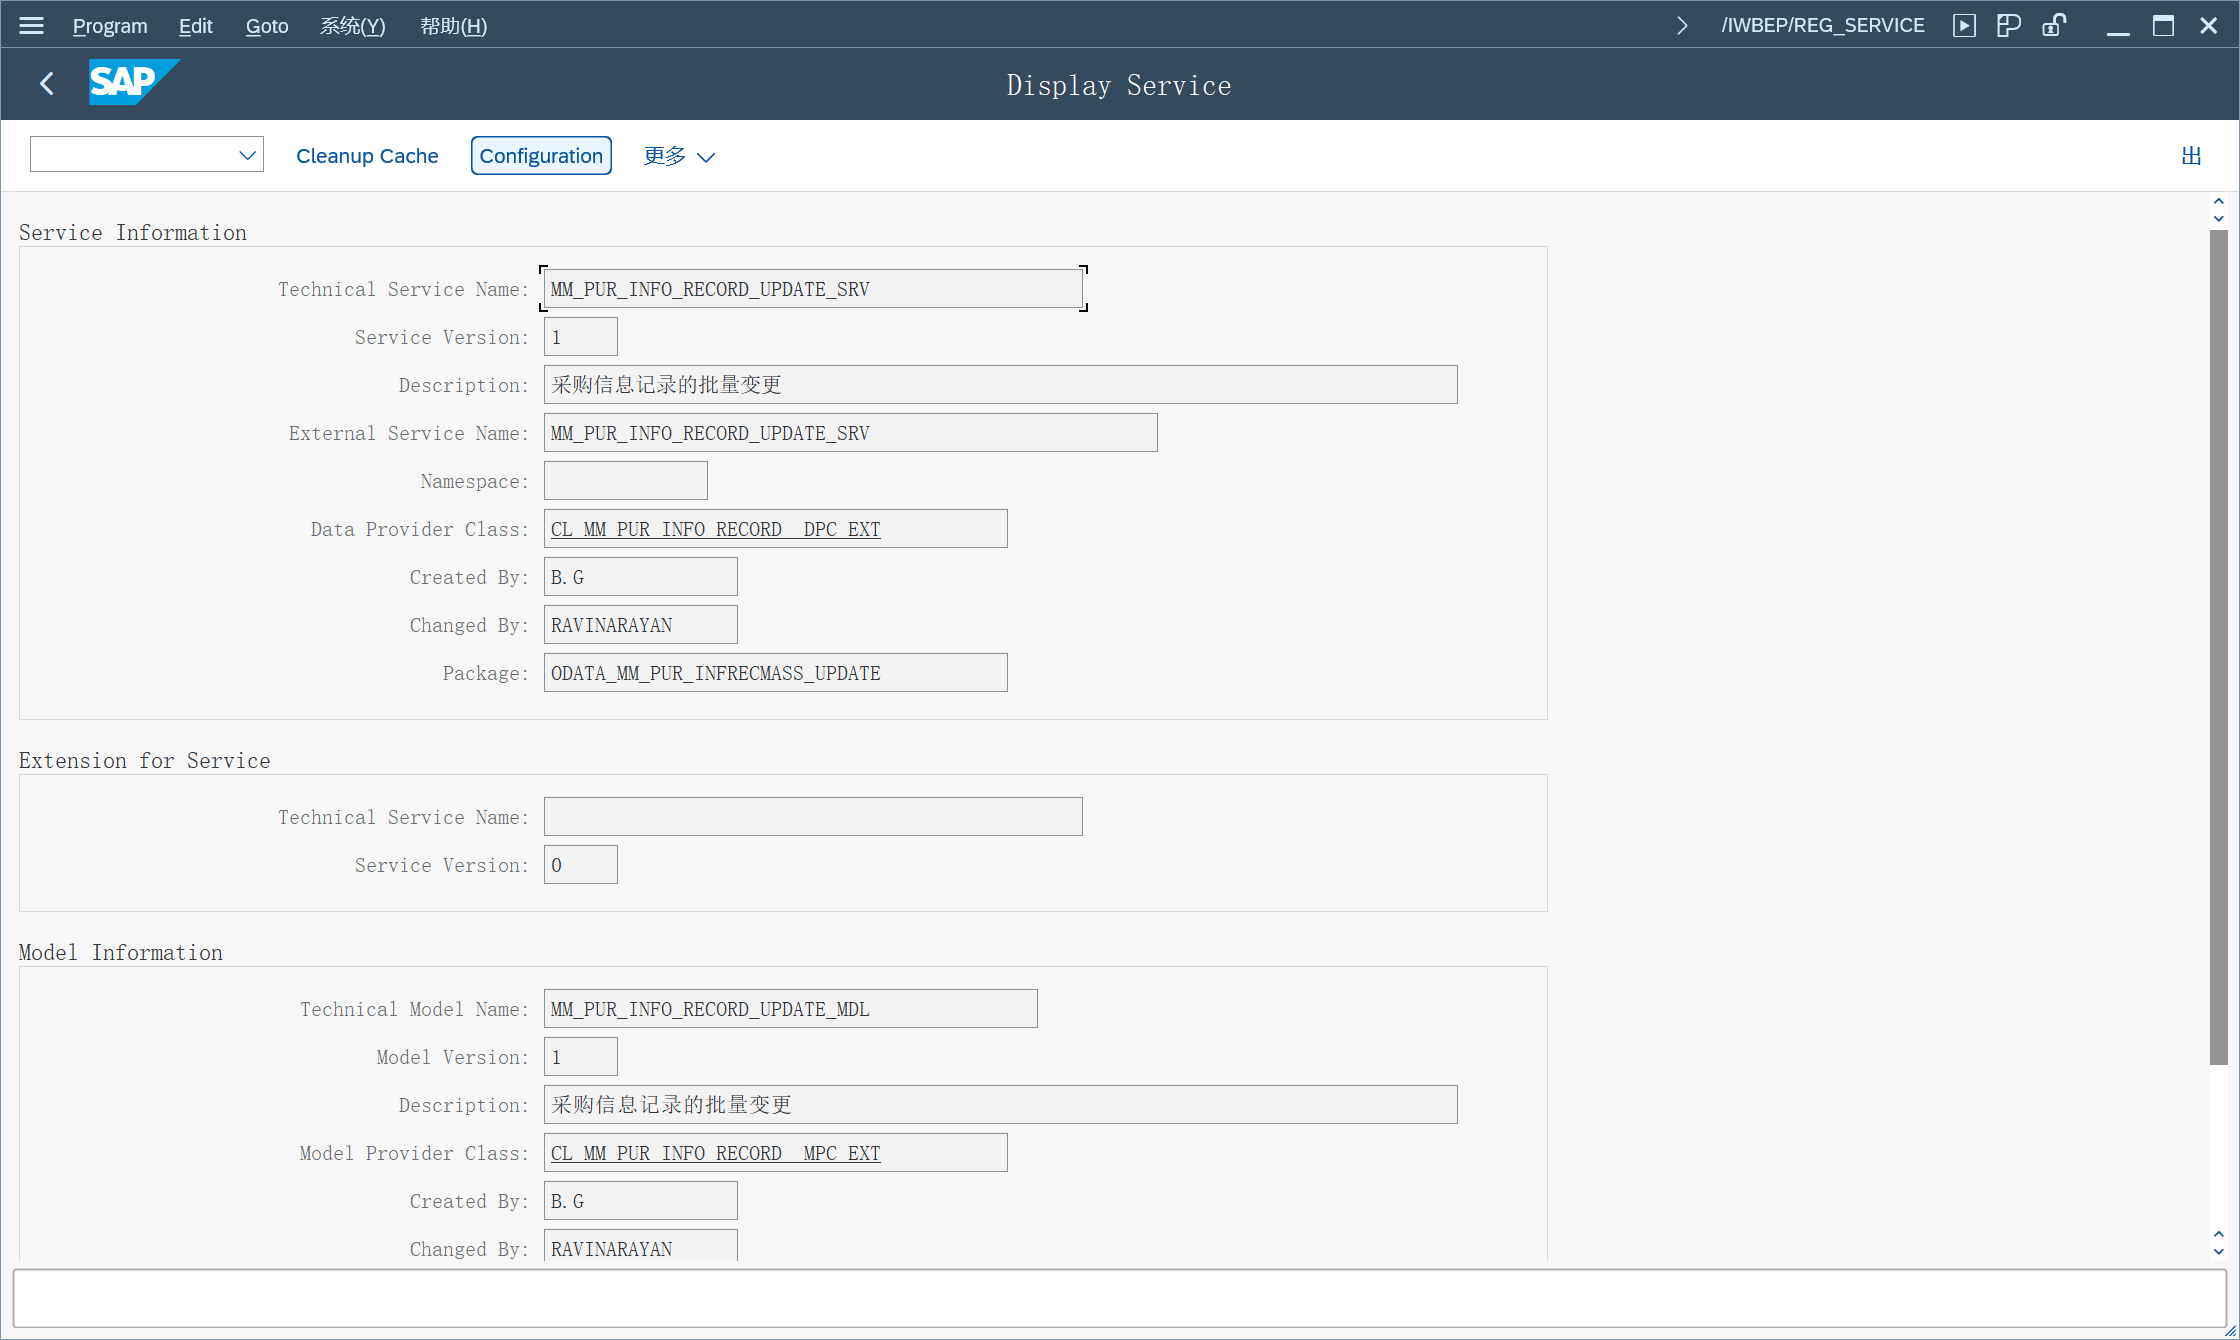 Program Edit Goto 系统(Y) 帮助(H) /IWBEP/REG_SERVICE
SAP Display Service
Cleanup Cache Configuration 更多 出
Service Information
Technical Service Name: MM_PUR_INFO_RECORD_UPDATE_SRV
Service Version: 1
Description: 采购信息记录的批量变更
External Service Name: MM_PUR_INFO_RECORD_UPDATE_SRV
Namespace:
Data Provider Class: CL_MM_PUR_INFO_RECORD__DPC_EXT
Created By: B.G
Changed By: RAVINARAYAN
Package: ODATA_MM_PUR_INFRECMASS_UPDATE
Extension for Service
Technical Service Name:
Service Version: 0
Model Information
Technical Model Name: MM_PUR_INFO_RECORD_UPDATE_MDL
Model Version: 1
Description: 采购信息记录的批量变更
Model Provider Class: CL_MM_PUR_INFO_RECORD__MPC_EXT
Created By: B.G
Changed By: RAVINARAYAN